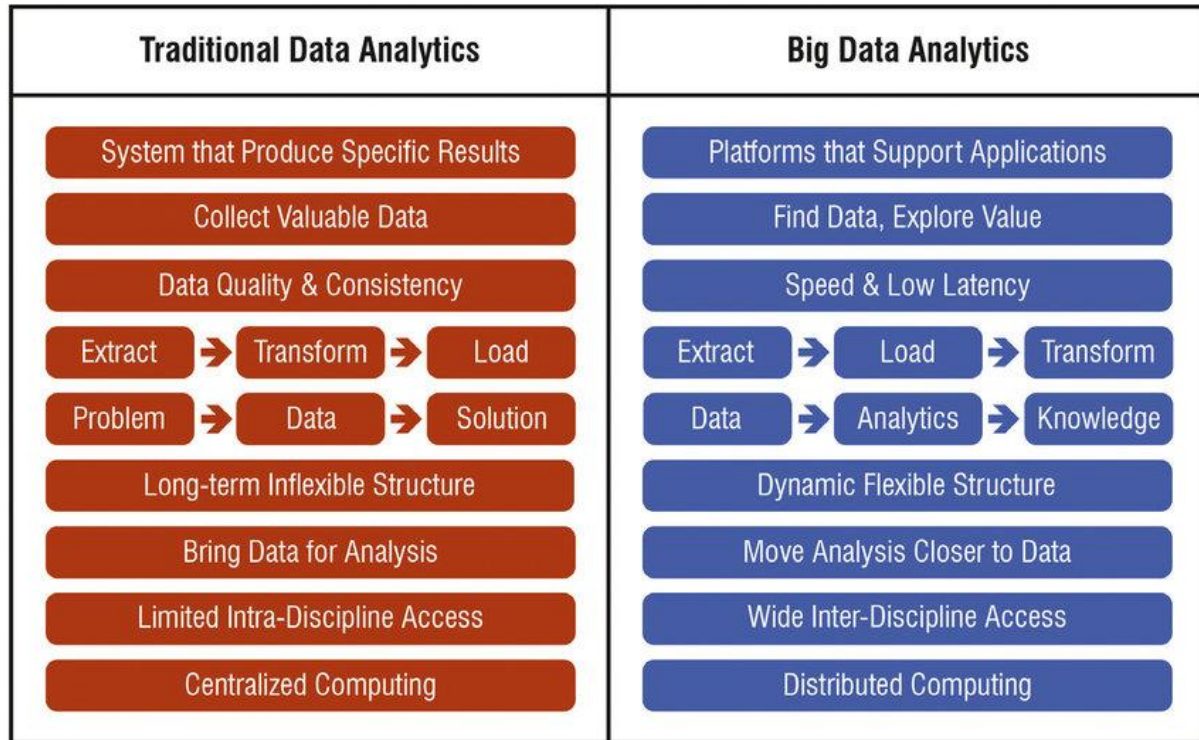 Traditional Data Analytics
Big Data Analytics
System that Produce Specific Results
Platforms that Support Applications
Collect Valuable Data
Find Data, Explore Value
Data Quality & Consistency
Speed & Low Latency
Extract → Transform → Load
Extract → Load → Transform
Problem → Data → Solution
Data → Analytics → Knowledge
Long-term Inflexible Structure
Dynamic Flexible Structure
Bring Data for Analysis
Move Analysis Closer to Data
Limited Intra-Discipline Access
Wide Inter-Discipline Access
Centralized Computing
Distributed Computing